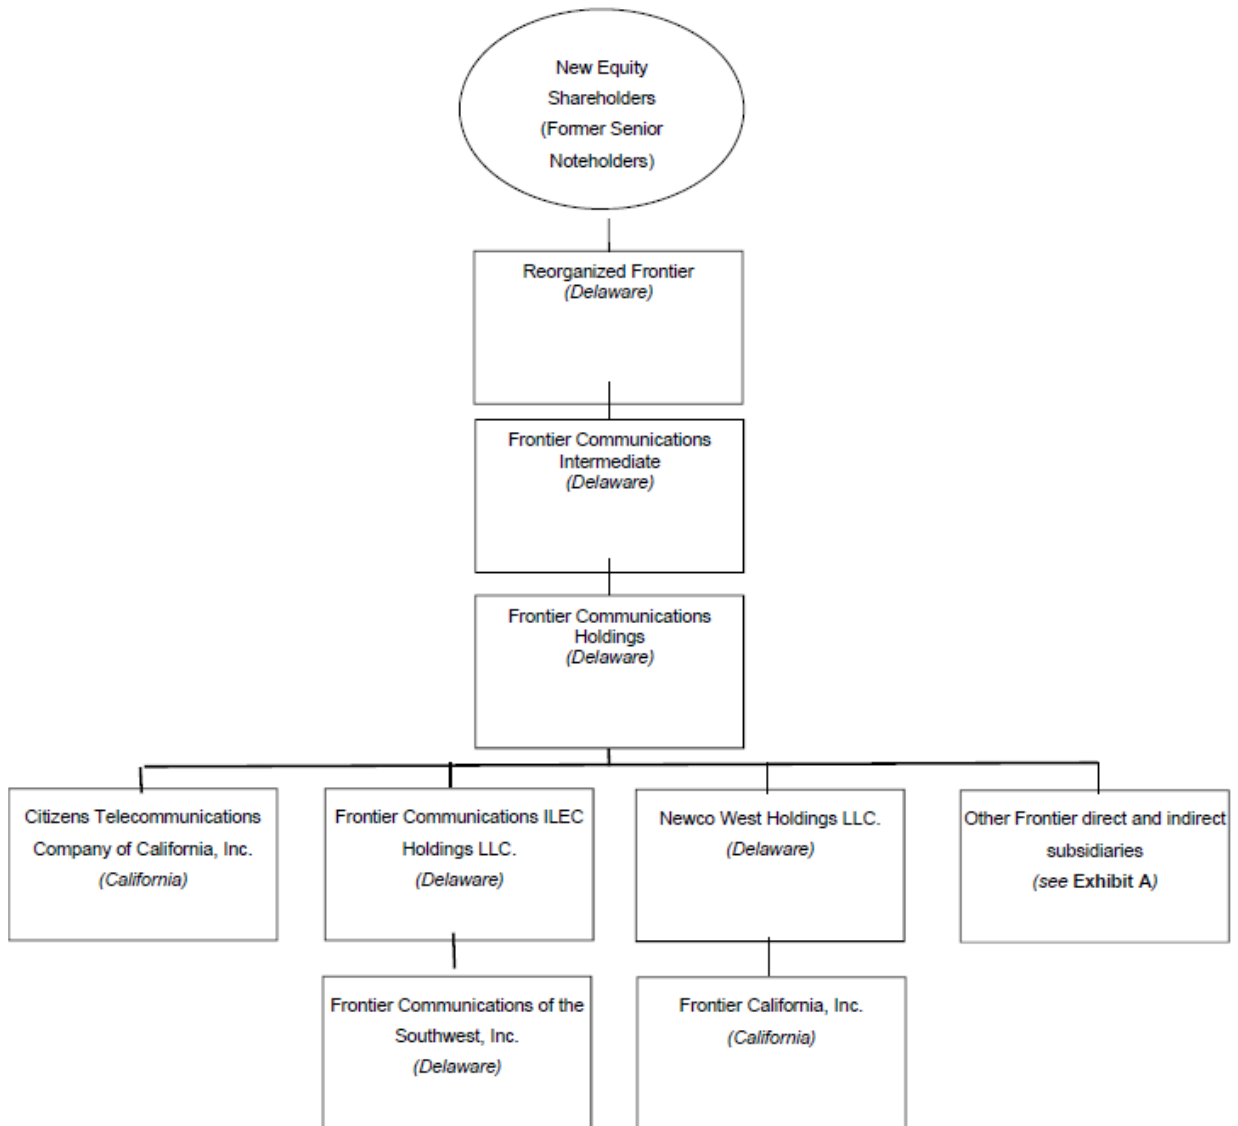 New Equity
Shareholders
(Former Senior
Noteholders)
Reorganized Frontier
(Delaware)
Frontier Communications
Intermediate
(Delaware)
Frontier Communications
Holdings
(Delaware)
Citizens Telecommunications
Company of California, Inc.
(California)
Frontier Communications ILEC
Holdings LLC.
(Delaware)
Newco West Holdings LLC.
(Delaware)
Other Frontier direct and indirect
subsidiaries
(see Exhibit A)
Frontier Communications of the
Southwest, Inc.
(Delaware)
Frontier California, Inc.
(California)